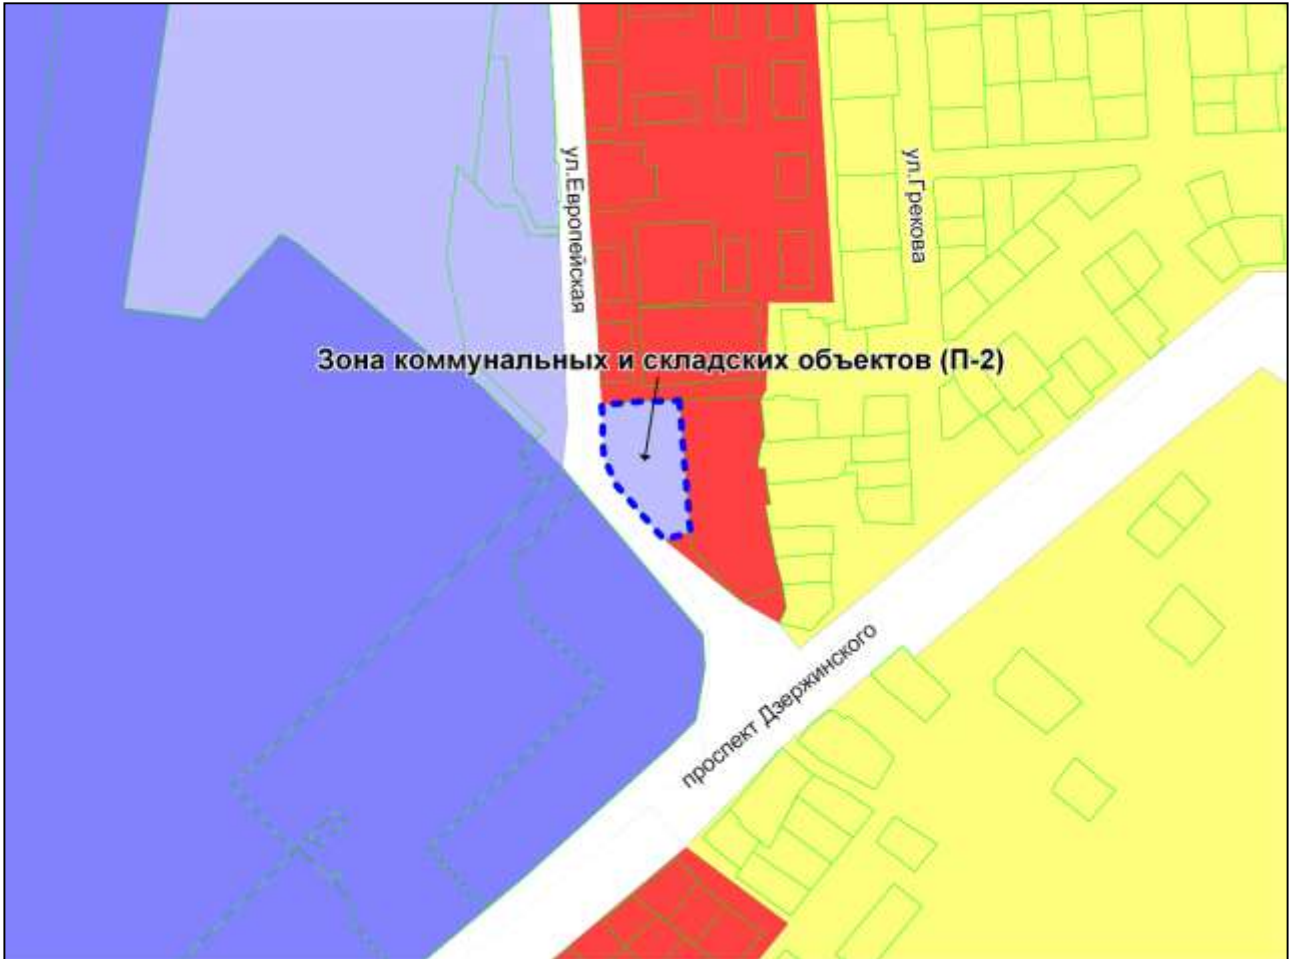 ул.Европейская
ул.Грекова
Зона коммунальных и складских объектов (П-2)
проспект Дзержинского